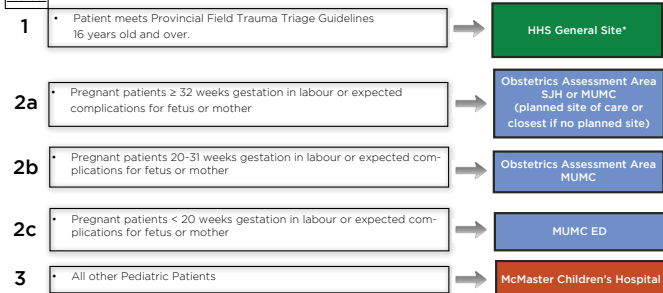 1
• Patient meets Provincial Field Trauma Triage Guidelines
16 years old and over.
HHS General Site*
2a
• Pregnant patients ≥ 32 weeks gestation in labour or expected
complications for fetus or mother
Obstetrics Assessment Area
SJH or MUMC
(planned site of care or
closest if no planned site)
2b
• Pregnant patients 20-31 weeks gestation in labour or expected com-
plications for fetus or mother
Obstetrics Assessment Area
MUMC
2c
• Pregnant patients < 20 weeks gestation in labour or expected com-
plications for fetus or mother
MUMC ED
3
• All other Pediatric Patients
McMaster Children's Hospital